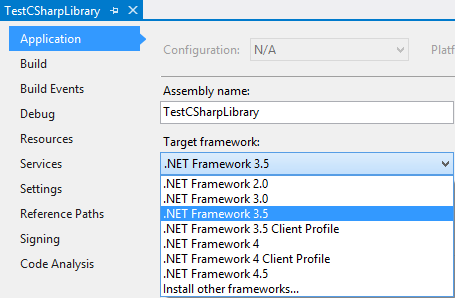 TestCSharpLibrary
Application
Build
Build Events
Debug
Resources
Services
Settings
Reference Paths
Signing
Code Analysis
Configuration: N/A Platf
Assembly name:
TestCSharpLibrary
Target framework:
.NET Framework 3.5
.NET Framework 2.0
.NET Framework 3.0
.NET Framework 3.5
.NET Framework 3.5 Client Profile
.NET Framework 4
.NET Framework 4 Client Profile
.NET Framework 4.5
Install other frameworks...